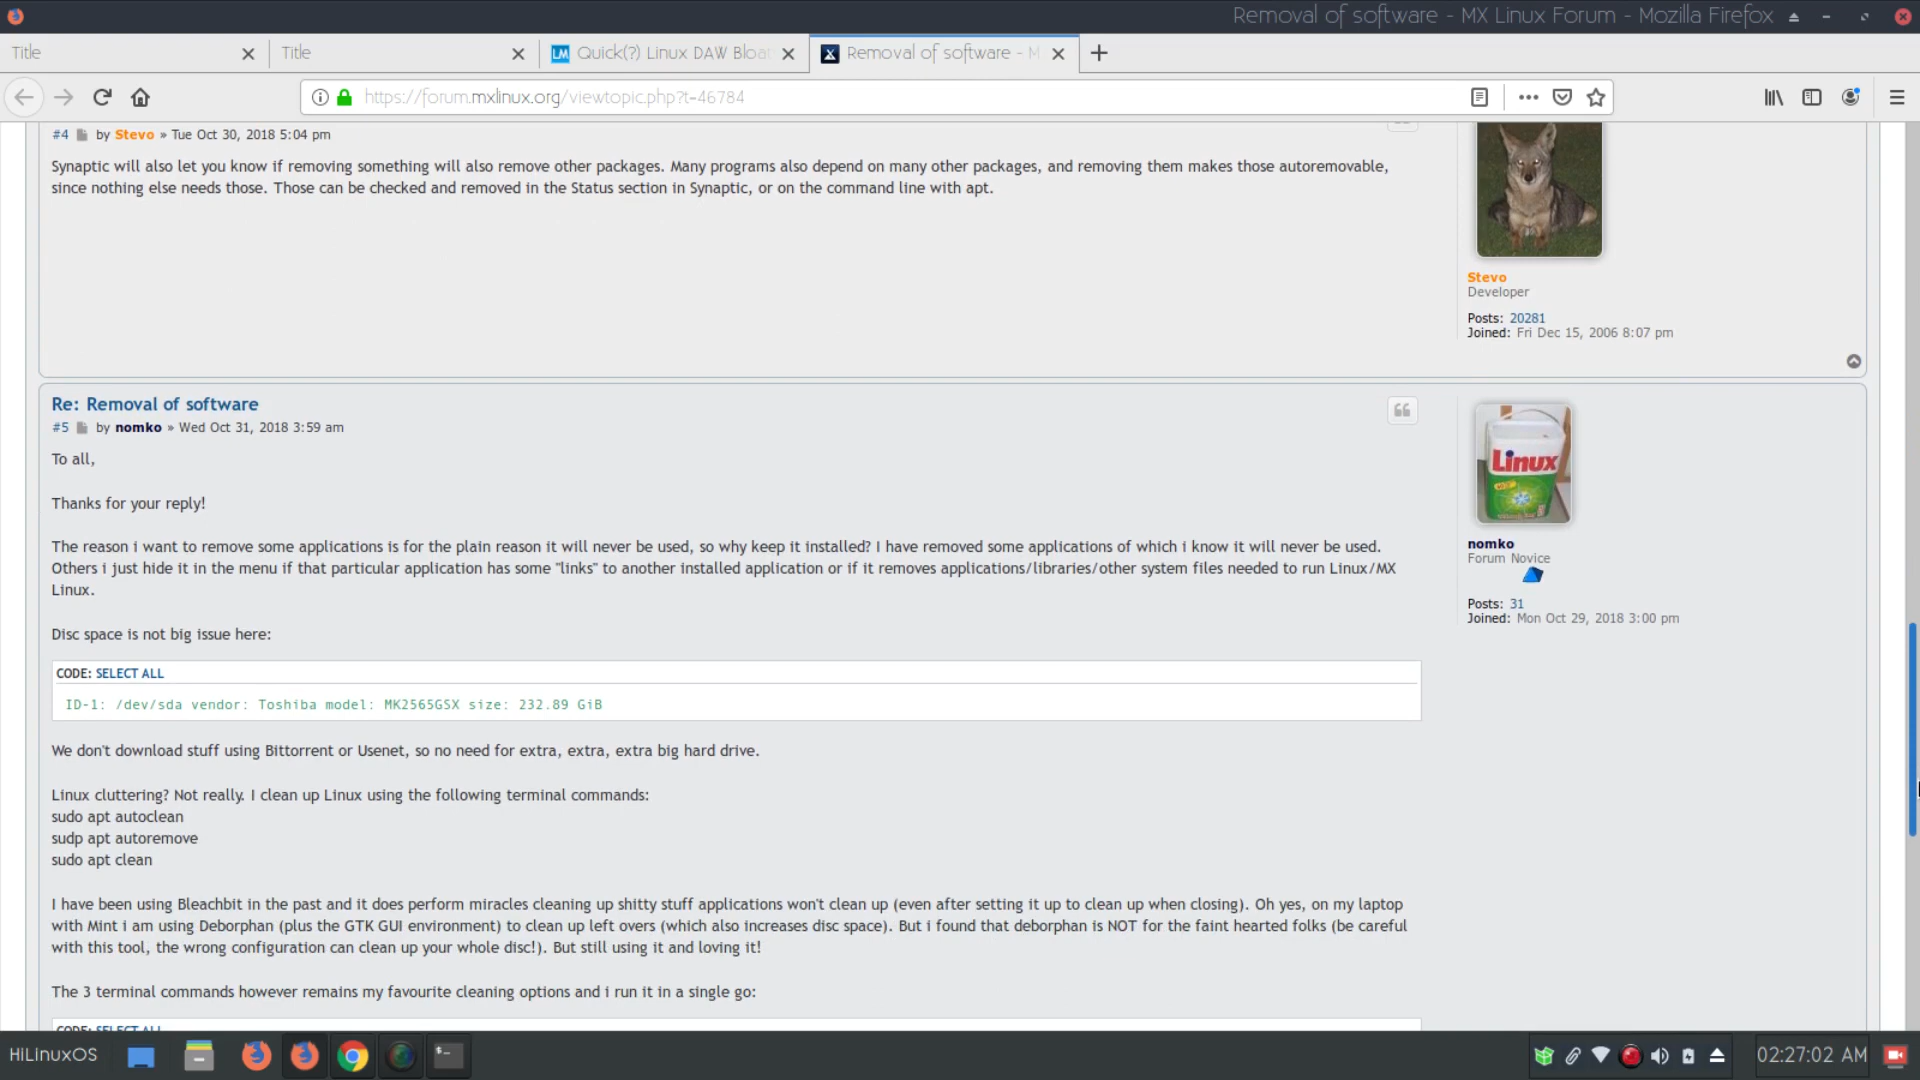 Removal of software - MX Linux Forum - Mozilla Firefox
Title
Title
LM Quick(?) Linux DAW Bloat
Removal of software - M
https://forum.mxlinux.org/viewtopic.php?t=46784
#4 by Stevo » Tue Oct 30, 2018 5:04 pm
Synaptic will also let you know if removing something will also remove other packages. Many programs also depend on many other packages, and removing them makes those autoremovable,
since nothing else needs those. Those can be checked and removed in the Status section in Synaptic, or on the command line with apt.
Stevo
Developer
Posts: 20281
Joined: Fri Dec 15, 2006 8:07 pm
Re: Removal of software
#5 by nomko » Wed Oct 31, 2018 3:59 am
To all,
Thanks for your reply!
The reason i want to remove some applications is for the plain reason it will never be used, so why keep it installed? I have removed some applications of which i know it will never be used.
Others i just hide it in the menu if that particular application has some "links" to another installed application or if it removes applications/libraries/other system files needed to run Linux/MX
Linux.
Disc space is not big issue here:
CODE: SELECT ALL
ID-1: /dev/sda vendor: Toshiba model: MK2565GSX size: 232.89 GiB
We don't download stuff using Bittorrent or Usenet, so no need for extra, extra, extra big hard drive.
Linux cluttering? Not really. I clean up Linux using the following terminal commands:
sudo apt autoclean
sudp apt autoremove
sudo apt clean
I have been using Bleachbit in the past and it does perform miracles cleaning up shitty stuff applications won't clean up (even after setting it up to clean up when closing). Oh yes, on my laptop
with Mint i am using Deborphan (plus the GTK GUI environment) to clean up left overs (which also increases disc space). But i found that deborphan is NOT for the faint hearted folks (be careful
with this tool, the wrong configuration can clean up your whole disc!). But still using it and loving it!
The 3 terminal commands however remains my favourite cleaning options and i run it in a single go:
CODE: SELECT ALL
Linux
nomko
Forum Novice
Posts: 31
Joined: Mon Oct 29, 2018 3:00 pm
HiLinuxOS
02:27:02 AM